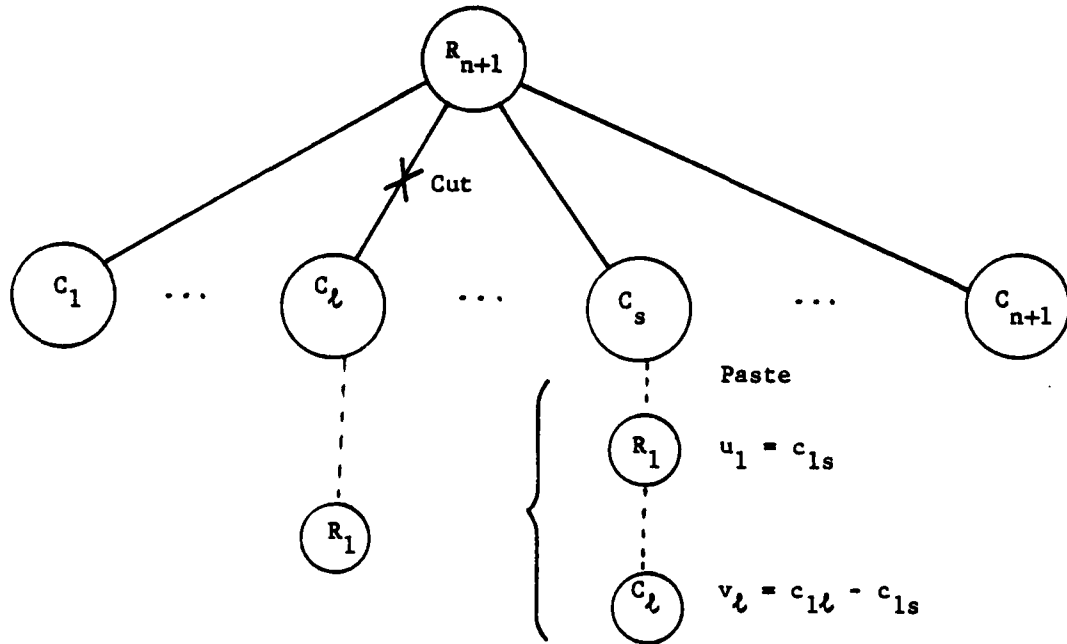 R_{n+1}
Cut
C_1 ... C_ℓ ... C_s ... C_{n+1}
Paste
R_1 u_1 = c_{1s}
R_1
C_ℓ v_ℓ = c_{1ℓ} - c_{1s}